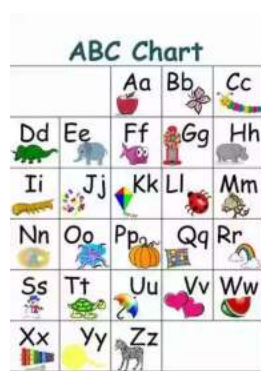 ABC Chart
Aa Bb Cc
Dd Ee Ff Gg Hh
Ii Jj Kk Ll Mm
Nn Oo Pp Qq Rr
Ss Tt Uu Vv Ww
Xx Yy Zz